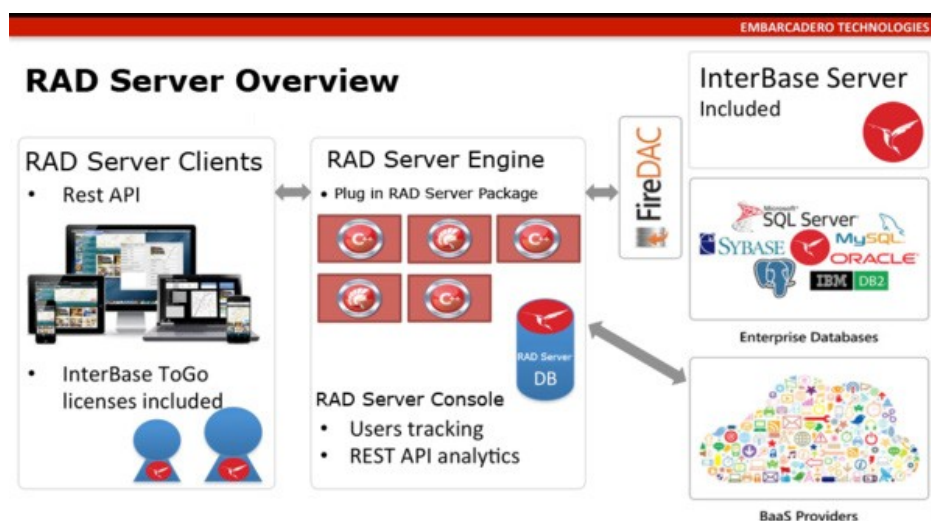 EMBARCADERO TECHNOLOGIES
RAD Server Overview
RAD Server Clients
• Rest API
• InterBase ToGo
licenses included
RAD Server Engine
• Plug in RAD Server Package
C++
C++
C++
RAD Server
DB
RAD Server Console
• Users tracking
• REST API analytics
FireDAC
InterBase Server
Included
Microsoft
SQL Server
SYBASE
MySQL
ORACLE
IBM DB2
Enterprise Databases
BaaS Providers